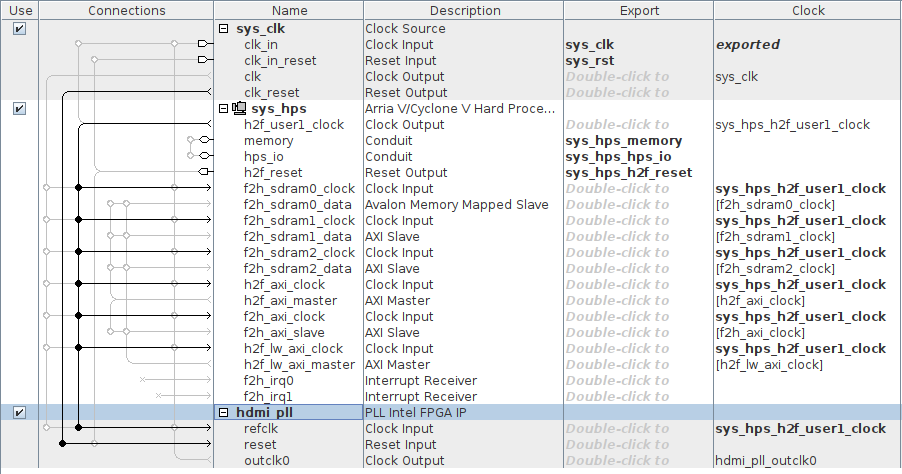 Use Connections Name Description Export Clock
sys_clk Clock Source
clk_in Clock Input sys_clk exported
clk_in_reset Reset Input sys_rst
clk Clock Output Double-click to sys_clk
clk_reset Reset Output Double-click to
sys_hps Arria V/Cyclone V Hard Proce...
h2f_user1_clock Clock Output Double-click to sys_hps_h2f_user1_clock
memory Conduit sys_hps_memory
hps_io Conduit sys_hps_hps_io
h2f_reset Reset Output sys_hps_h2f_reset
f2h_sdram0_clock Clock Input Double-click to sys_hps_h2f_user1_clock
f2h_sdram0_data Avalon Memory Mapped Slave Double-click to [f2h_sdram0_clock]
f2h_sdram1_clock Clock Input Double-click to sys_hps_h2f_user1_clock
f2h_sdram1_data AXI Slave Double-click to [f2h_sdram1_clock]
f2h_sdram2_clock Clock Input Double-click to sys_hps_h2f_user1_clock
f2h_sdram2_data AXI Slave Double-click to [f2h_sdram2_clock]
h2f_axi_clock Clock Input Double-click to sys_hps_h2f_user1_clock
h2f_axi_master AXI Master Double-click to [h2f_axi_clock]
f2h_axi_clock Clock Input Double-click to sys_hps_h2f_user1_clock
f2h_axi_slave AXI Slave Double-click to [f2h_axi_clock]
h2f_lw_axi_clock Clock Input Double-click to sys_hps_h2f_user1_clock
h2f_lw_axi_master AXI Master Double-click to [h2f_lw_axi_clock]
f2h_irq0 Interrupt Receiver Double-click to
f2h_irq1 Interrupt Receiver Double-click to
hdmi_pll PLL Intel FPGA IP
refclk Clock Input Double-click to sys_hps_h2f_user1_clock
reset Reset Input Double-click to
outclk0 Clock Output Double-click to hdmi_pll_outclk0